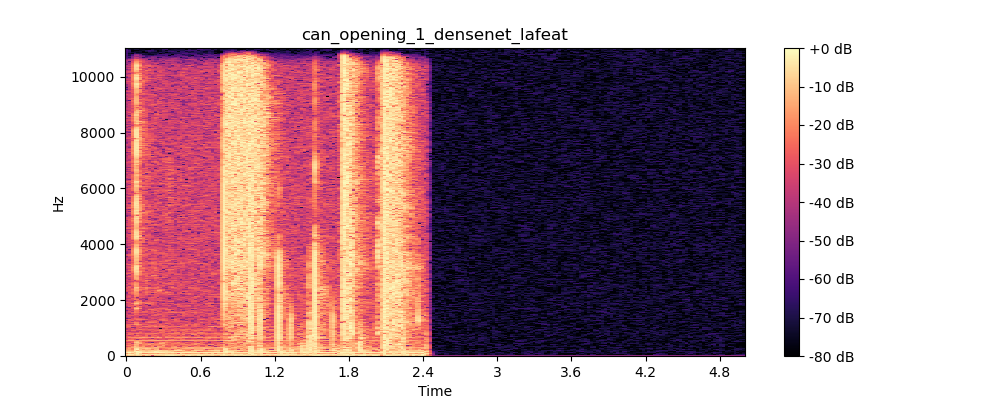 can_opening_1_densenet_lafeat
Hz
10000
8000
6000
4000
2000
0
0 0.6 1.2 1.8 2.4 3 3.6 4.2 4.8
Time
+0 dB
-10 dB
-20 dB
-30 dB
-40 dB
-50 dB
-60 dB
-70 dB
-80 dB